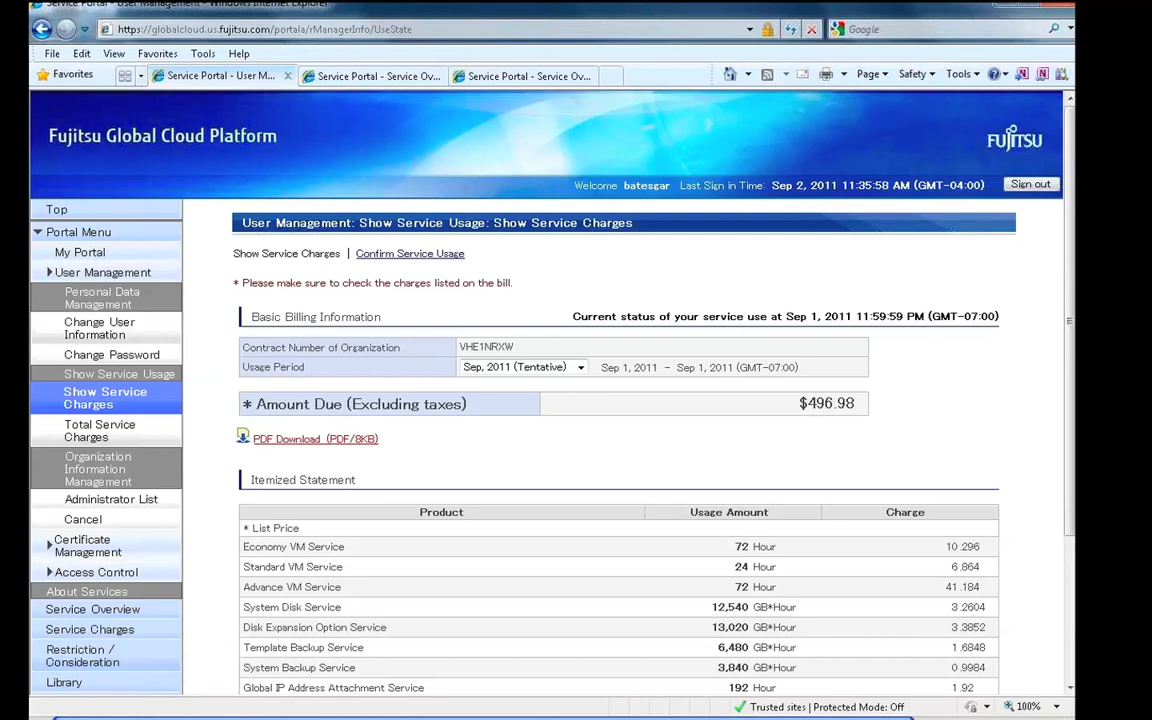 Service Portal - User Management - Windows Internet Explorer
https://globalcloud.us.fujitsu.com/portala/rManagerInfo/UseState
Google
File Edit View Favorites Tools Help
Favorites
Service Portal - User M...
Service Portal - Service Ov...
Service Portal - Service Ov...
Page Safety Tools
Fujitsu Global Cloud Platform
FUJITSU
Welcome batesgar Last Sign in Time: Sep 2, 2011 11:35:58 AM (GMT-04:00) Sign out
Top
Portal Menu
My Portal
User Management
Personal Data
Management
Change User
Information
Change Password
Show Service Usage
Show Service
Charges
Total Service
Charges
Organization
Information
Management
Administrator List
Cancel
Certificate
Management
Access Control
About Services
Service Overview
Service Charges
Restriction /
Consideration
Library
User Management: Show Service Usage: Show Service Charges
Show Service Charges | Confirm Service Usage
* Please make sure to check the charges listed on the bill.
Basic Billing Information Current status of your service use at Sep 1, 2011 11:59:59 PM (GMT-07:00)
Contract Number of Organization VHE1NRXW
Usage Period Sep, 2011 (Tentative) Sep 1, 2011 - Sep 1, 2011 (GMT-07:00)
* Amount Due (Excluding taxes) $496.98
PDF Download (PDF/8KB)
Itemized Statement
Product Usage Amount Charge
* List Price
Economy VM Service 72 Hour 10.296
Standard VM Service 24 Hour 6.864
Advance VM Service 72 Hour 41.184
System Disk Service 12,540 GB*Hour 3.2604
Disk Expansion Option Service 13,020 GB*Hour 3.3852
Template Backup Service 6,480 GB*Hour 1.6848
System Backup Service 3,840 GB*Hour 0.9984
Global IP Address Attachment Service 192 Hour 1.92
Trusted sites | Protected Mode: Off 100%